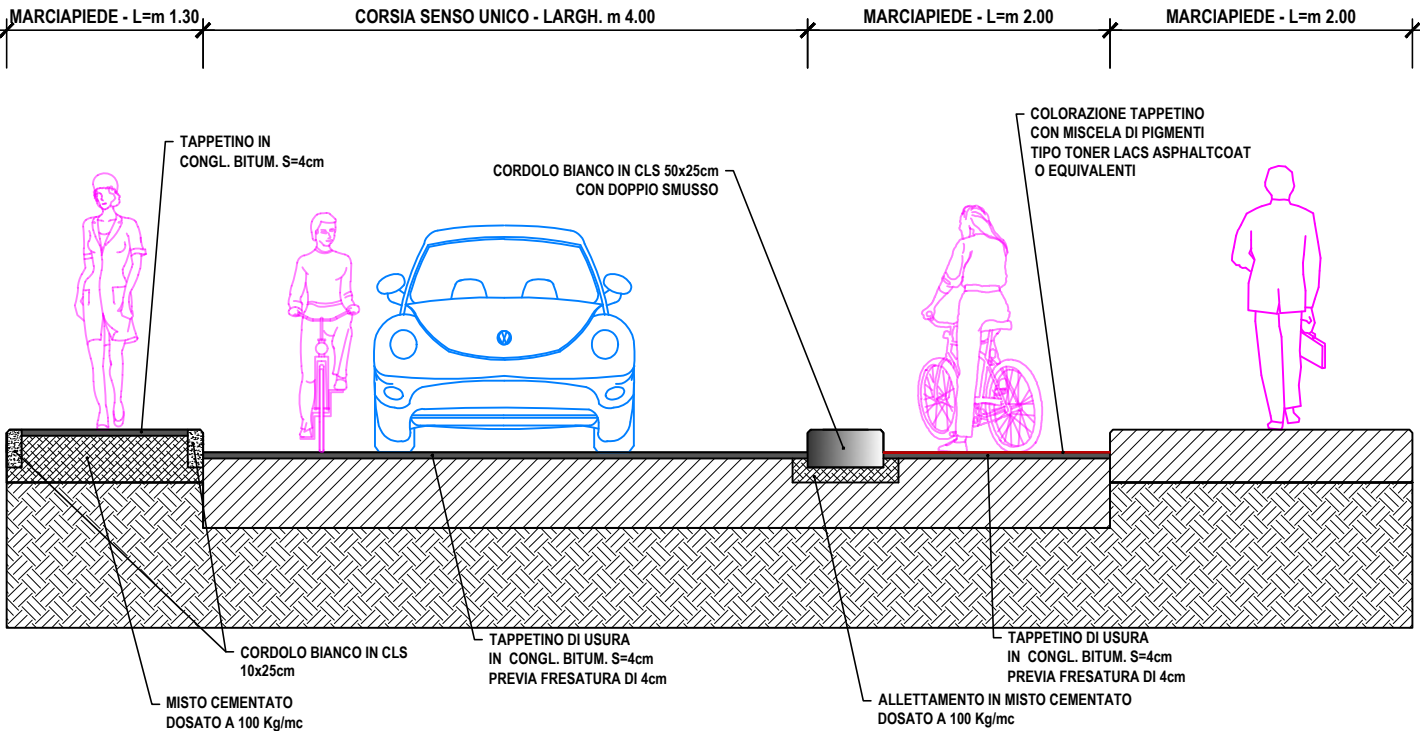 MARCIAPIEDE - L=m 1.30
CORSIA SENSO UNICO - LARGH. m 4.00
MARCIAPIEDE - L=m 2.00
MARCIAPIEDE - L=m 2.00
TAPPETINO IN
CONGL. BITUM. S=4cm
CORDOLO BIANCO IN CLS 50x25cm
CON DOPPIO SMUSSO
COLORAZIONE TAPPETINO
CON MISCELA DI PIGMENTI
TIPO TONER LACS ASPHALTCOAT
O EQUIVALENTI
CORDOLO BIANCO IN CLS
10x25cm
MISTO CEMENTATO
DOSATO A 100 Kg/mc
TAPPETINO DI USURA
IN CONGL. BITUM. S=4cm
PREVIA FRESATURA DI 4cm
TAPPETINO DI USURA
IN CONGL. BITUM. S=4cm
PREVIA FRESATURA DI 4cm
ALLETTAMENTO IN MISTO CEMENTATO
DOSATO A 100 Kg/mc